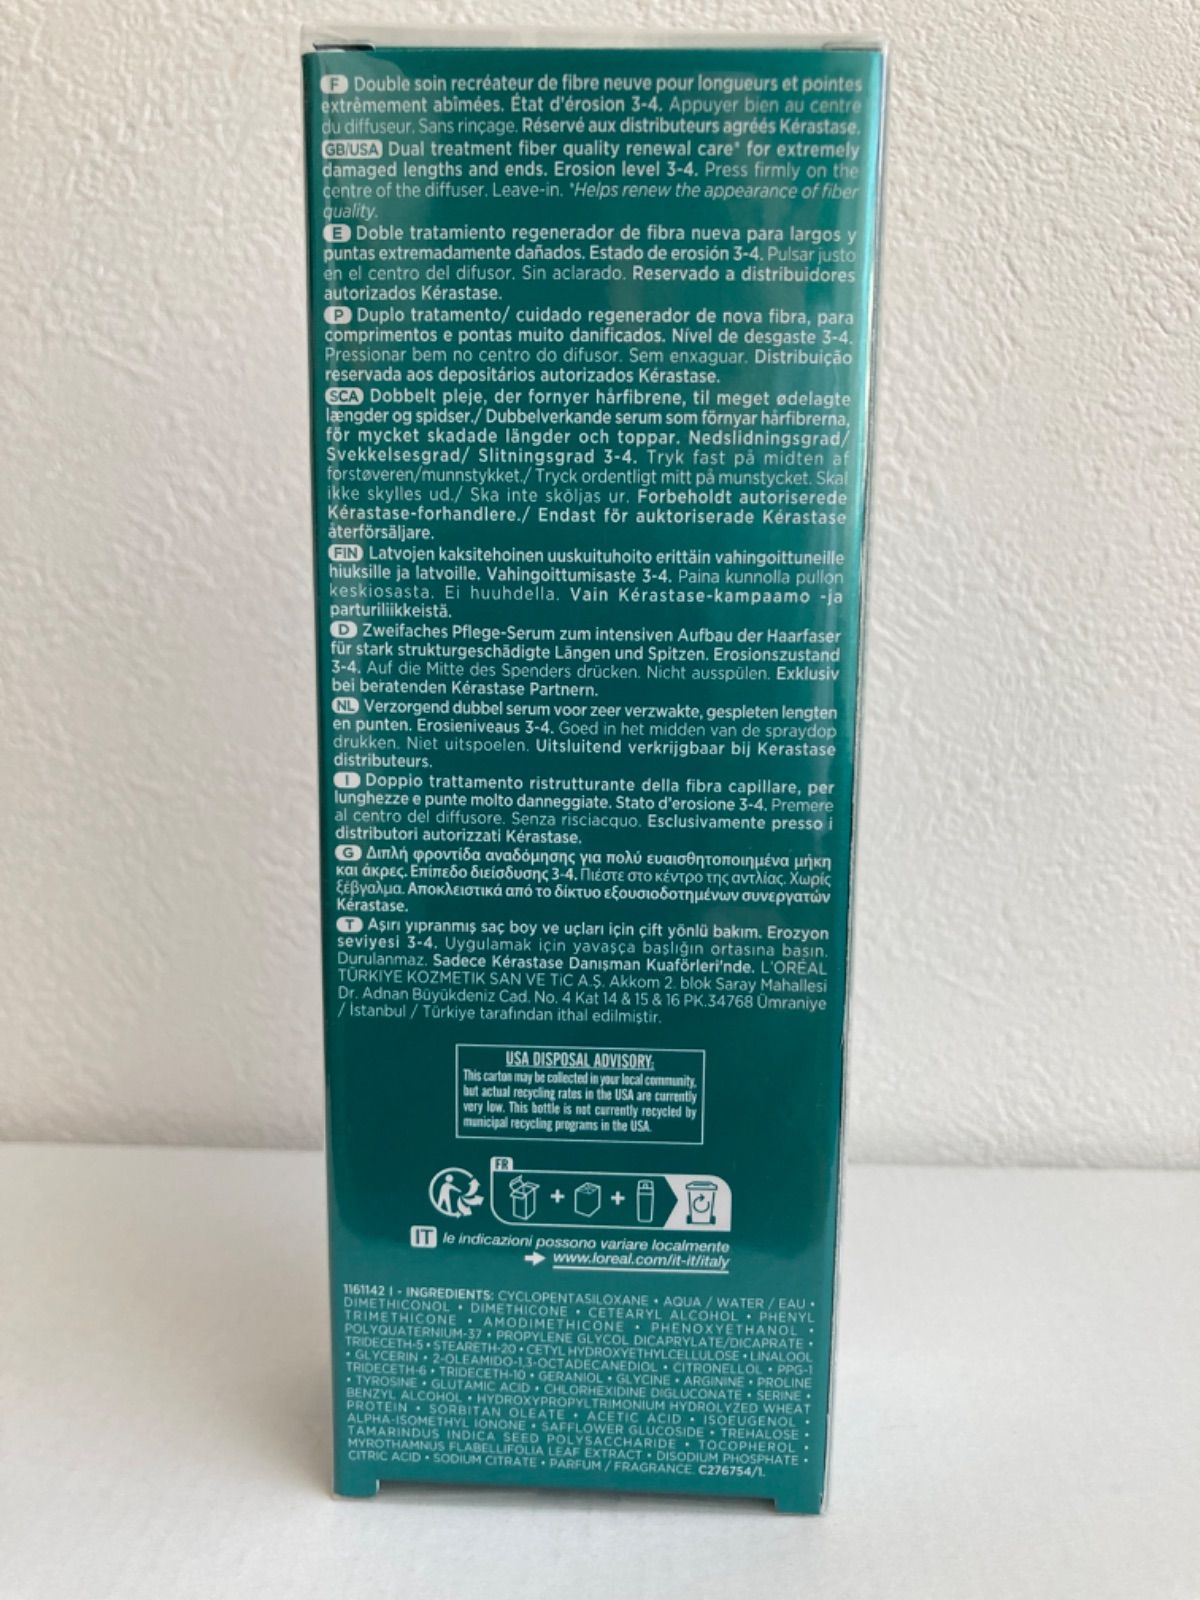 F Double soin recréateur de fibre neuve pour longueurs et pointes
extrêmement abîmées. État d'érosion 3-4. Appuyer bien au centre
du diffuseur. Sans rinçage. Réservé aux distributeurs agréés Kérastase.
GB/USA Dual treatment fiber quality renewal care* for extremely
damaged lengths and ends. Erosion level 3-4. Press firmly on the
centre of the diffuser. Leave-in. *Helps renew the appearance of fiber
quality.
E Doble tratamiento regenerador de fibra nueva para largos y
puntas extremadamente dañados. Estado de erosión 3-4. Pulsar justo
en el centro del difusor. Sin aclarado. Reservado a distribuidores
autorizados Kérastase.
P Duplo tratamento/ cuidado regenerador de nova fibra, para
comprimentos e pontas muito danificados. Nível de desgaste 3-4.
Pressionar bem no centro do difusor. Sem enxaguar. Distribuição
reservada aos depositários autorizados Kérastase.
SCA Dobbelt pleje, der fornyer hårfibrene, til meget ødelagte
længder og spidser./ Dubbelverkande serum som förnyar hårfibrerna,
för mycket skadade längder och toppar. Nedslidningsgrad/
Svekkelsesgrad/ Slitningsgrad 3-4. Tryk fast på midten af
forstøveren/munnstykket./ Tryck ordentligt mitt på munstycket. Skal
ikke skylles ud./ Ska inte sköljas ur. Forbeholdt autoriserede
Kérastase-forhandlere./ Endast för auktoriserade Kérastase
återförsäljare.
FIN Latvojen kaksitehoinen uuskuituhoito erittäin vahingoittuneille
hiuksille ja latvoille. Vahingoittumisaste 3-4. Paina kunnolla pullon
keskiosasta. Ei huuhdella. Vain Kérastase-kampaamo -ja
parturiliikkeistä.
D Zweifaches Pflege-Serum zum intensiven Aufbau der Haarfaser
für stark strukturgeschädigte Längen und Spitzen. Erosionszustand
3-4. Auf die Mitte des Spenders drücken. Nicht ausspülen. Exklusiv
bei beratenden Kérastase Partnern.
NL Verzorgend dubbel serum voor zeer verzwakte, gespleten lengten
en punten. Erosieniveaus 3-4. Goed in het midden van de spraydop
drukken. Niet uitspoelen. Uitsluitend verkrijgbaar bij Kerastase
distributeurs.
I Doppio trattamento ristrutturante della fibra capillare, per
lunghezze e punte molto danneggiate. Stato d'erosione 3-4. Premere
al centro del diffusore. Senza risciacquo. Esclusivamente presso i
distributori autorizzati Kérastase.
G Διπλή φροντίδα αναδόμησης για πολύ ευαισθητοποιημένα μήκη
και άκρες. Επίπεδο διείσδυσης 3-4. Πιέστε στο κέντρο της αντλίας. Χωρίς
ξέβγαλμα. Αποκλειστικά από το δίκτυο εξουσιοδοτημένων συνεργατών
Kérastase.
T Aşırı yıpranmış saç boy ve uçları için çift yönlü bakım. Erozyon
seviyesi 3-4. Uygulamak için yavaşça başlığın ortasına basın.
Durulanmaz. Sadece Kérastase Danışman Kuaförleri'nde. L'ORÉAL
TÜRKIYE KOZMETIK SAN VE TiC A.Ş. Akkom 2. blok Saray Mahallesi
Dr. Adnan Büyükdeniz Cad. No. 4 Kat 14 & 15 & 16 PK.34768 Ümraniye
/ İstanbul / Türkiye tarafından ithal edilmiştir.
USA DISPOSAL ADVISORY:
This carton may be collected in your local community,
but actual recycling rates in the USA are currently
very low. This bottle is not currently recycled by
municipal recycling programs in the USA.
FR
+ +
IT le indicazioni possono variare localmente
www.loreal.com/it-it/italy
1161142 I - INGREDIENTS: CYCLOPENTASILOXANE • AQUA / WATER / EAU •
DIMETHICONOL • DIMETHICONE • CETEARYL ALCOHOL • PHENYL
TRIMETHICONE • AMODIMETHICONE • PHENOXYETHANOL •
POLYQUATERNIUM-37 • PROPYLENE GLYCOL DICAPRYLATE/DICAPRATE •
TRIDECETH-5 • STEARETH-20 • CETYL HYDROXYETHYLCELLULOSE • LINALOOL
• GLYCERIN • 2-OLEAMIDO-1,3-OCTADECANEDIOL • CITRONELLOL • PPG-1
TRIDECETH-6 • TRIDECETH-10 • GERANIOL • GLYCINE • ARGININE • PROLINE
• TYROSINE • GLUTAMIC ACID • CHLORHEXIDINE DIGLUCONATE • SERINE •
BENZYL ALCOHOL • HYDROXYPROPYLTRIMONIUM HYDROLYZED WHEAT
PROTEIN • SORBITAN OLEATE • ACETIC ACID • ISOEUGENOL •
ALPHA-ISOMETHYL IONONE • SAFFLOWER GLUCOSIDE • TREHALOSE •
TAMARINDUS INDICA SEED POLYSACCHARIDE • TOCOPHEROL •
MYROTHAMNUS FLABELLIFOLIA LEAF EXTRACT • DISODIUM PHOSPHATE •
CITRIC ACID • SODIUM CITRATE • PARFUM / FRAGRANCE. C276754/1.